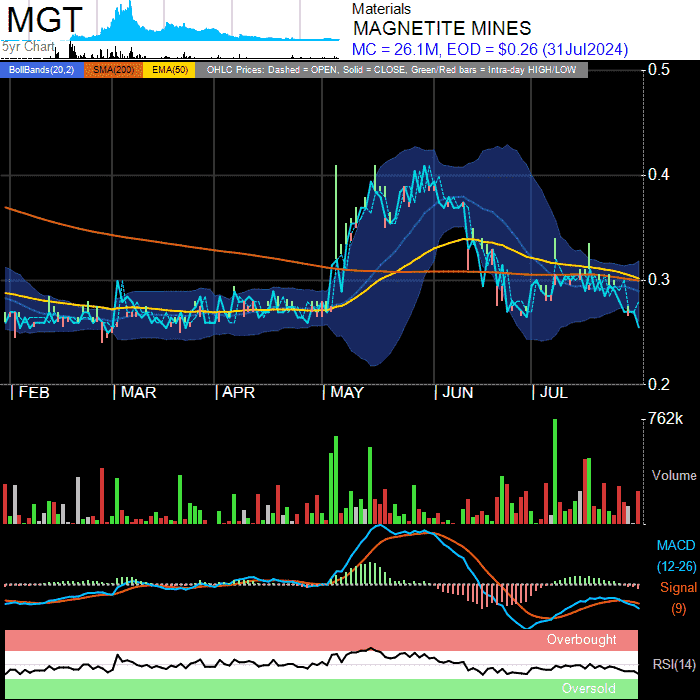 MGT
5yr Chart
Materials
MAGNETITE MINES
MC = 26.1M, EOD = $0.26 (31Jul2024)
BollBands(20,2) SMA(200) EMA(50) OHLC Prices: Dashed = OPEN, Solid = CLOSE, Green/Red bars = Intra-day HIGH/LOW
0.5
0.4
0.3
0.2
FEB MAR APR MAY JUN JUL
762k
Volume
MACD
(12-26)
Signal
(9)
Overbought
RSI(14)
Oversold